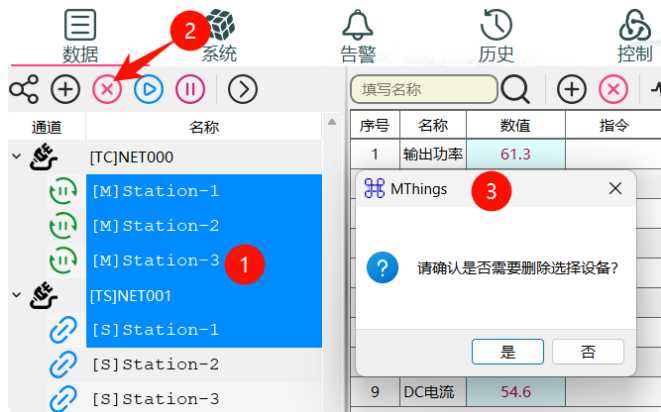 2
数据 系统 告警 历史 控制
填写名称
通道 名称
序号 名称 数值 指令
[TC]NET000
1 输出功率 61.3
[M]Station-1
MThings 3
[M]Station-2
[M]Station-3 1
请确认是否需要删除选择设备?
[TS]NET001
[S]Station-1
是 否
[S]Station-2
[S]Station-3
9 DC电流 54.6